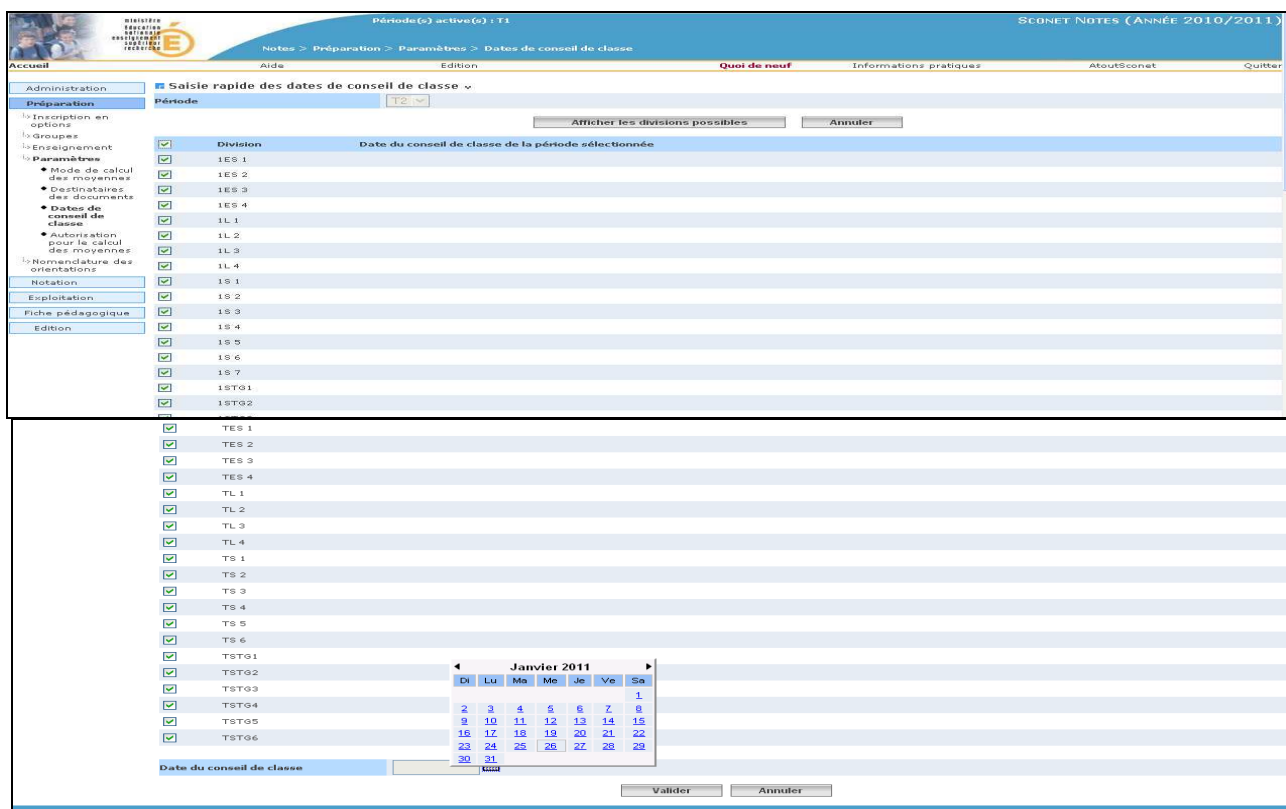 ministère
éducation
nationale
enseignement
supérieur
recherche
Période(s) active(s) : T1
SCONET NOTES (ANNÉE 2010/2011)
Notes > Préparation > Paramètres > Dates de conseil de classe
Accueil Aide Edition Quoi de neuf Informations pratiques AtoutSconet Quitter
Administration
Préparation
Inscription en
options
Groupes
Enseignement
Paramètres
Mode de calcul
des moyennes
Destinataires
des documents
Dates de
conseil de
classe
Autorisation
pour le calcul
des moyennes
Nomenclature des
orientations
Notation
Exploitation
Fiche pédagogique
Edition
Saisie rapide des dates de conseil de classe
Période T2
Afficher les divisions possibles Annuler
Division Date du conseil de classe de la période sélectionnée
1ES 1
1ES 2
1ES 3
1ES 4
1L 1
1L 2
1L 3
1L 4
1S 1
1S 2
1S 3
1S 4
1S 5
1S 6
1S 7
1STG1
1STG2
TES 1
TES 2
TES 3
TES 4
TL 1
TL 2
TL 3
TL 4
TS 1
TS 2
TS 3
TS 4
TS 5
TS 6
TSTG1
TSTG2
TSTG3
TSTG4
TSTG5
TSTG6
Janvier 2011
Di Lu Ma Me Je Ve Sa
1
2 3 4 5 6 7 8
9 10 11 12 13 14 15
16 17 18 19 20 21 22
23 24 25 26 27 28 29
30 31
Date du conseil de classe
Valider Annuler